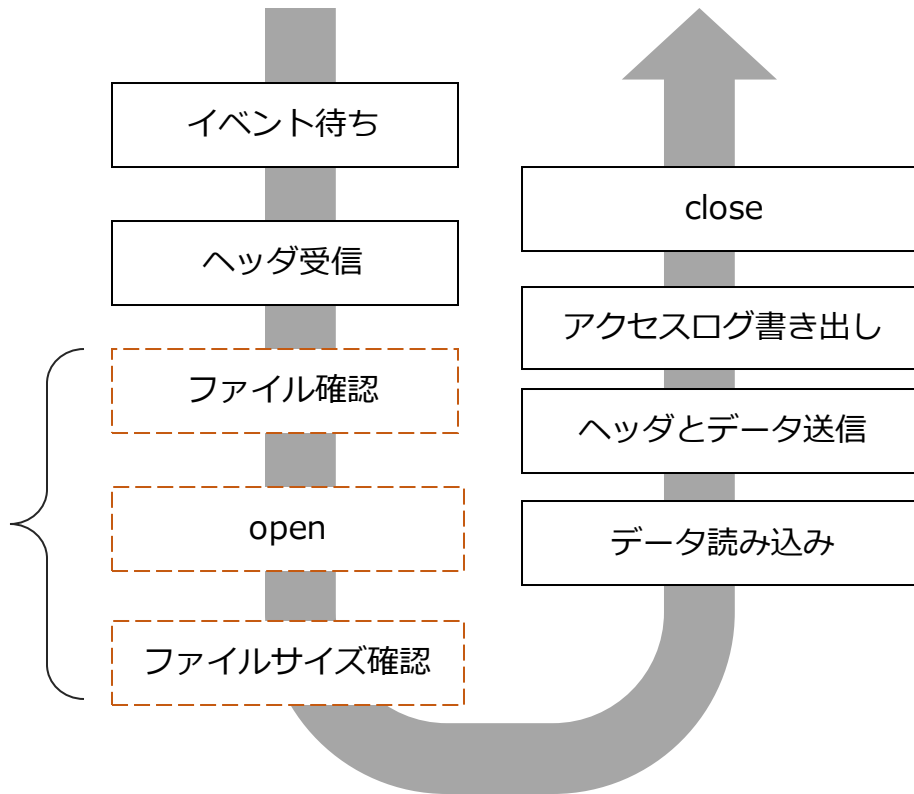 イベント待ち
ヘッダ受信
ファイル確認
open
ファイルサイズ確認
データ読み込み
ヘッダとデータ送信
アクセスログ書き出し
close